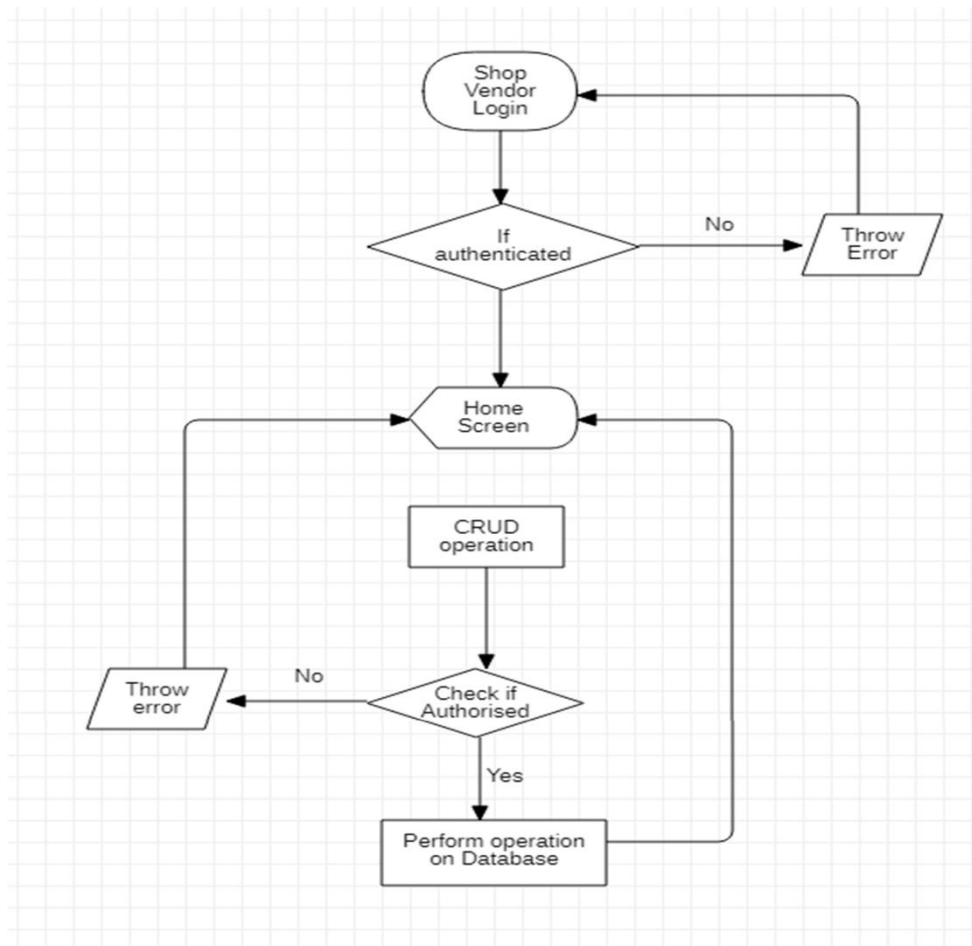 Shop
Vendor
Login
If
authenticated
No
Throw
Error
Home
Screen
CRUD
operation
No
Throw
error
Check if
Authorised
Yes
Perform operation
on Database